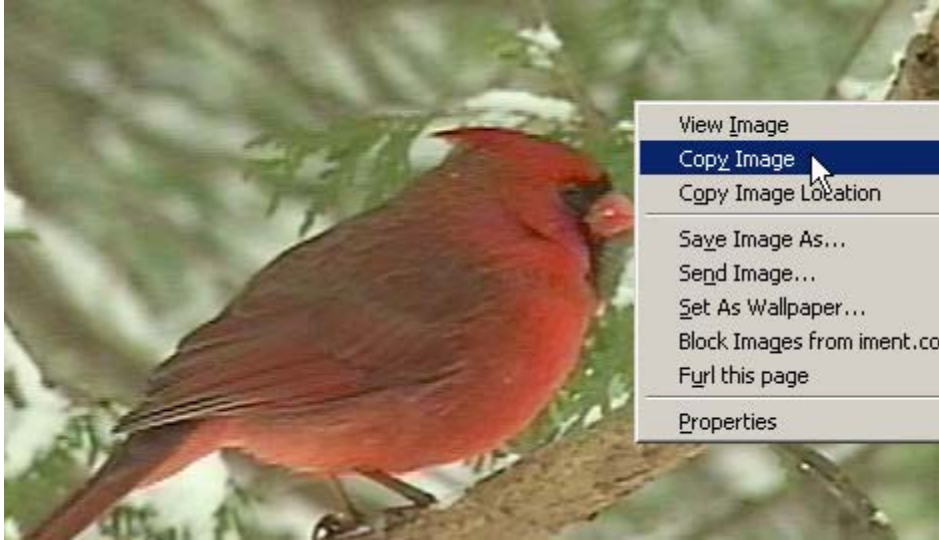 View Image
Copy Image
Copy Image Location
Save Image As...
Send Image...
Set As Wallpaper...
Block Images from iment.co
Furl this page
Properties